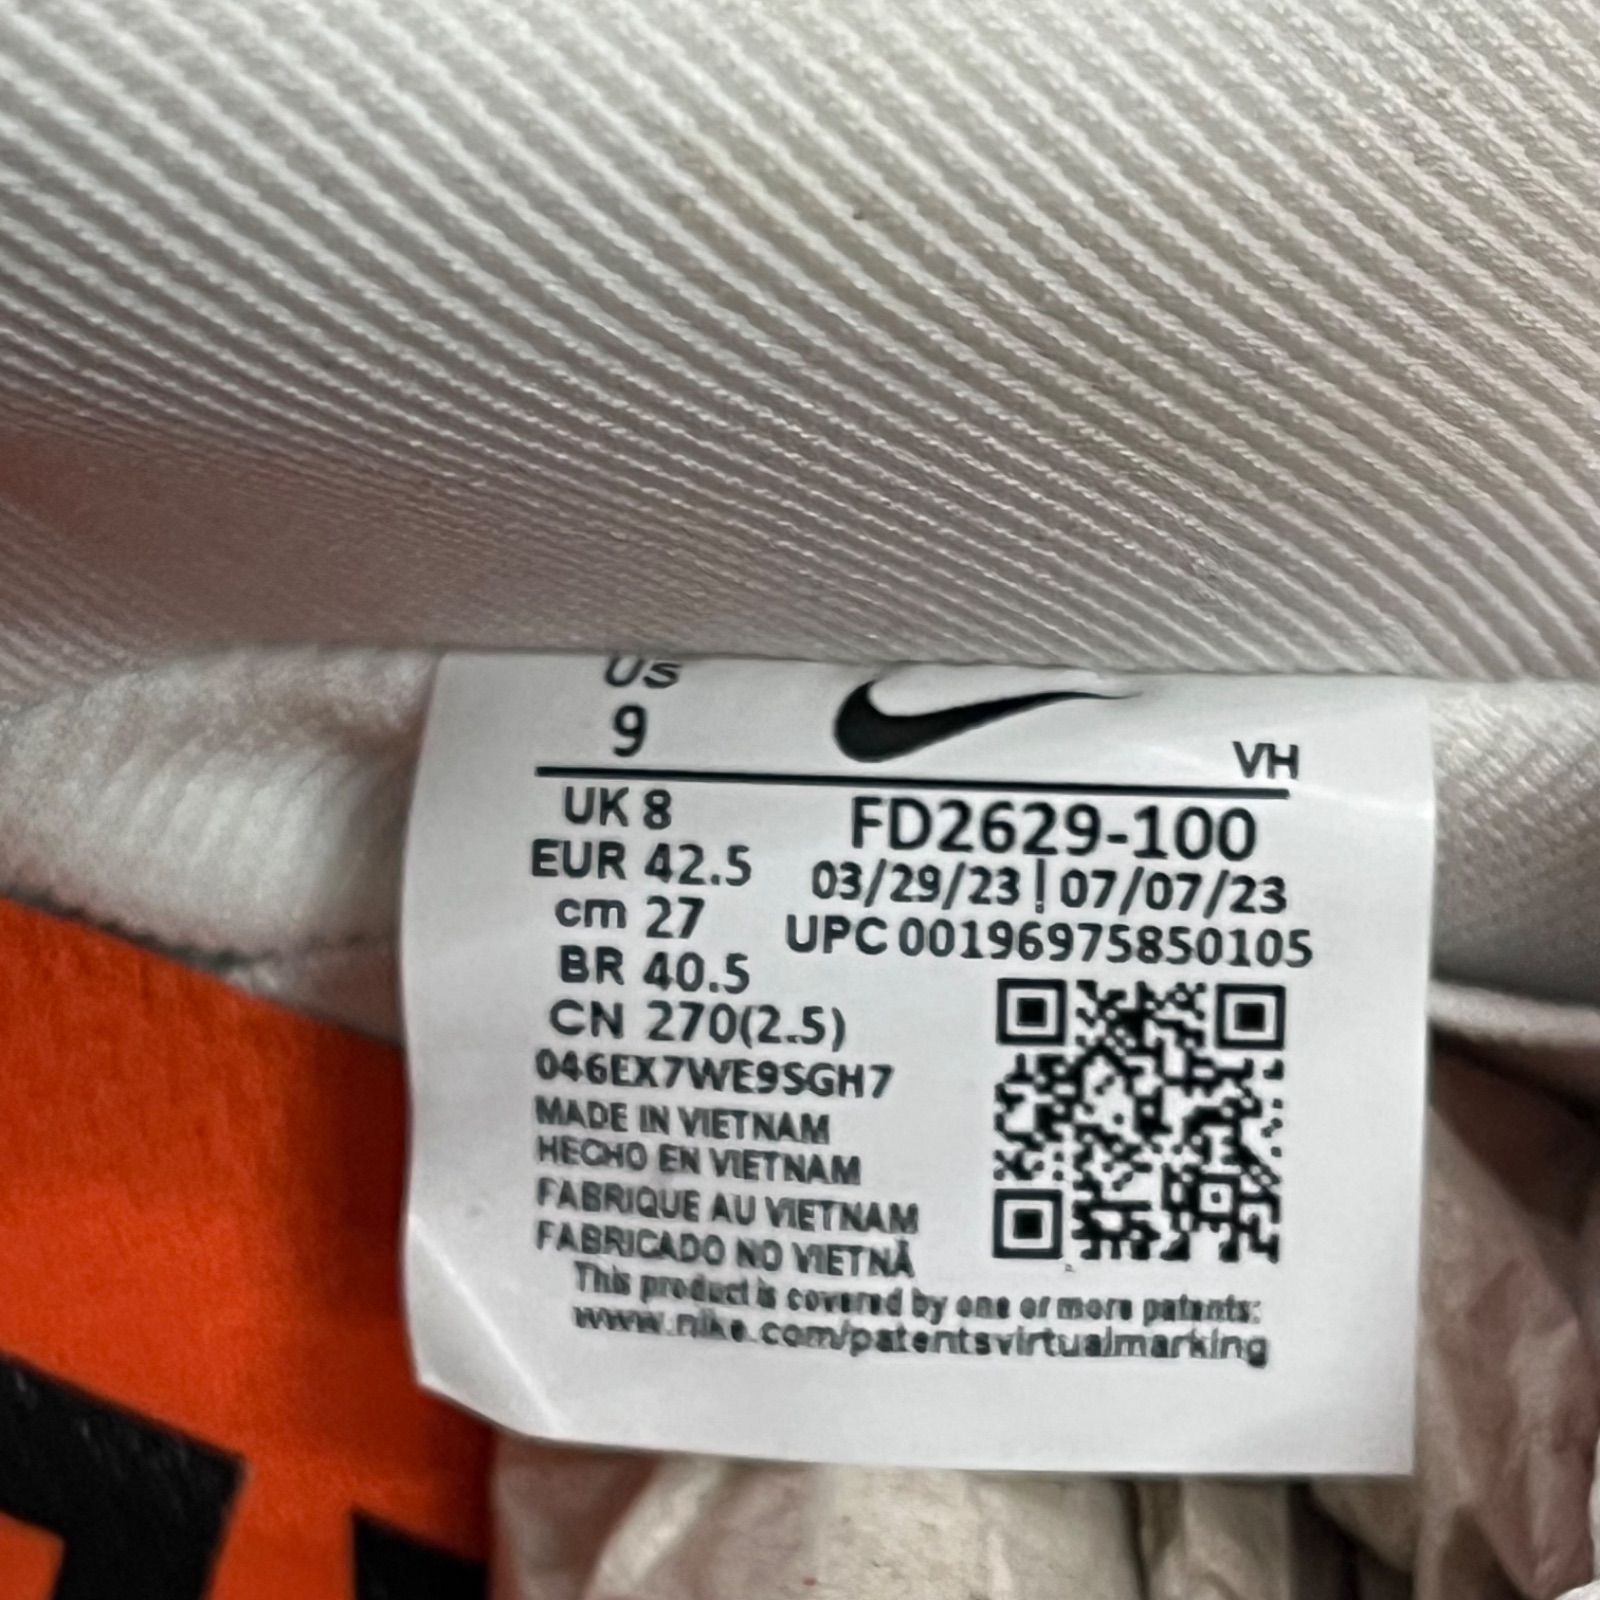 US
9
VH
UK 8
EUR 42.5
cm 27
BR 40.5
CN 270(2.5)
FD2629-100
03/29/23 | 07/07/23
UPC 00196975850105
046EX7WE9SGH7
MADE IN VIETNAM
HECHO EN VIETNAM
FABRIQUE AU VIETNAM
FABRICADO NO VIETNÃ
This product is covered by one or more patents:
www.nike.com/patentsvirtualmarking